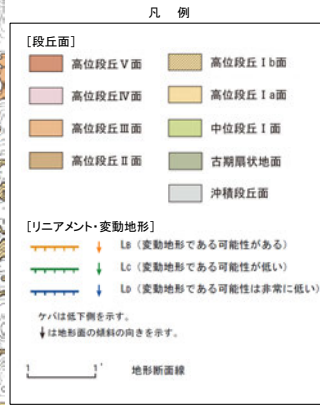 凡 例
[段丘面]
高位段丘Ⅴ面
高位段丘Ⅳ面
高位段丘Ⅲ面
高位段丘Ⅱ面
高位段丘Ⅰb面
高位段丘Ⅰa面
中位段丘Ⅰ面
古期扇状地面
沖積段丘面
[リニアメント・変動地形]
LB（変動地形である可能性がある）
LC（変動地形である可能性が低い）
LD（変動地形である可能性は非常に低い）
ケバは低下側を示す。
↓は地形面の傾斜の向きを示す。
1 1' 地形断面線